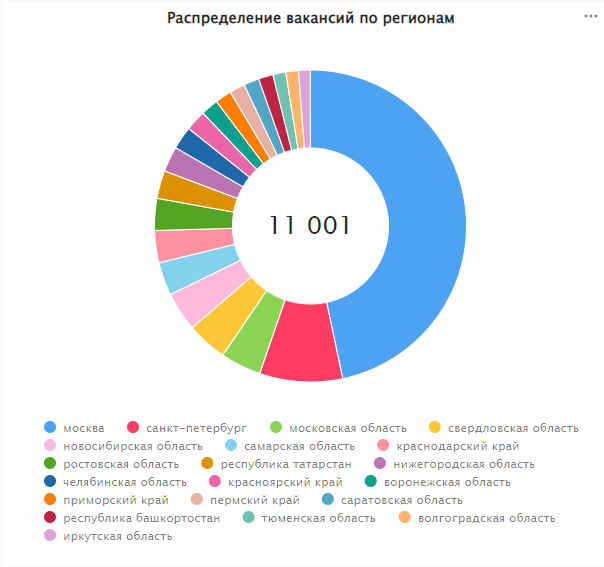 Распределение вакансий по регионам
11 001
москва санкт-петербург московская область свердловская область
новосибирская область самарская область краснодарский край
ростовская область республика татарстан нижегородская область
челябинская область красноярский край воронежская область
приморский край пермский край саратовская область
республика башкортостан тюменская область волгоградская область
иркутская область